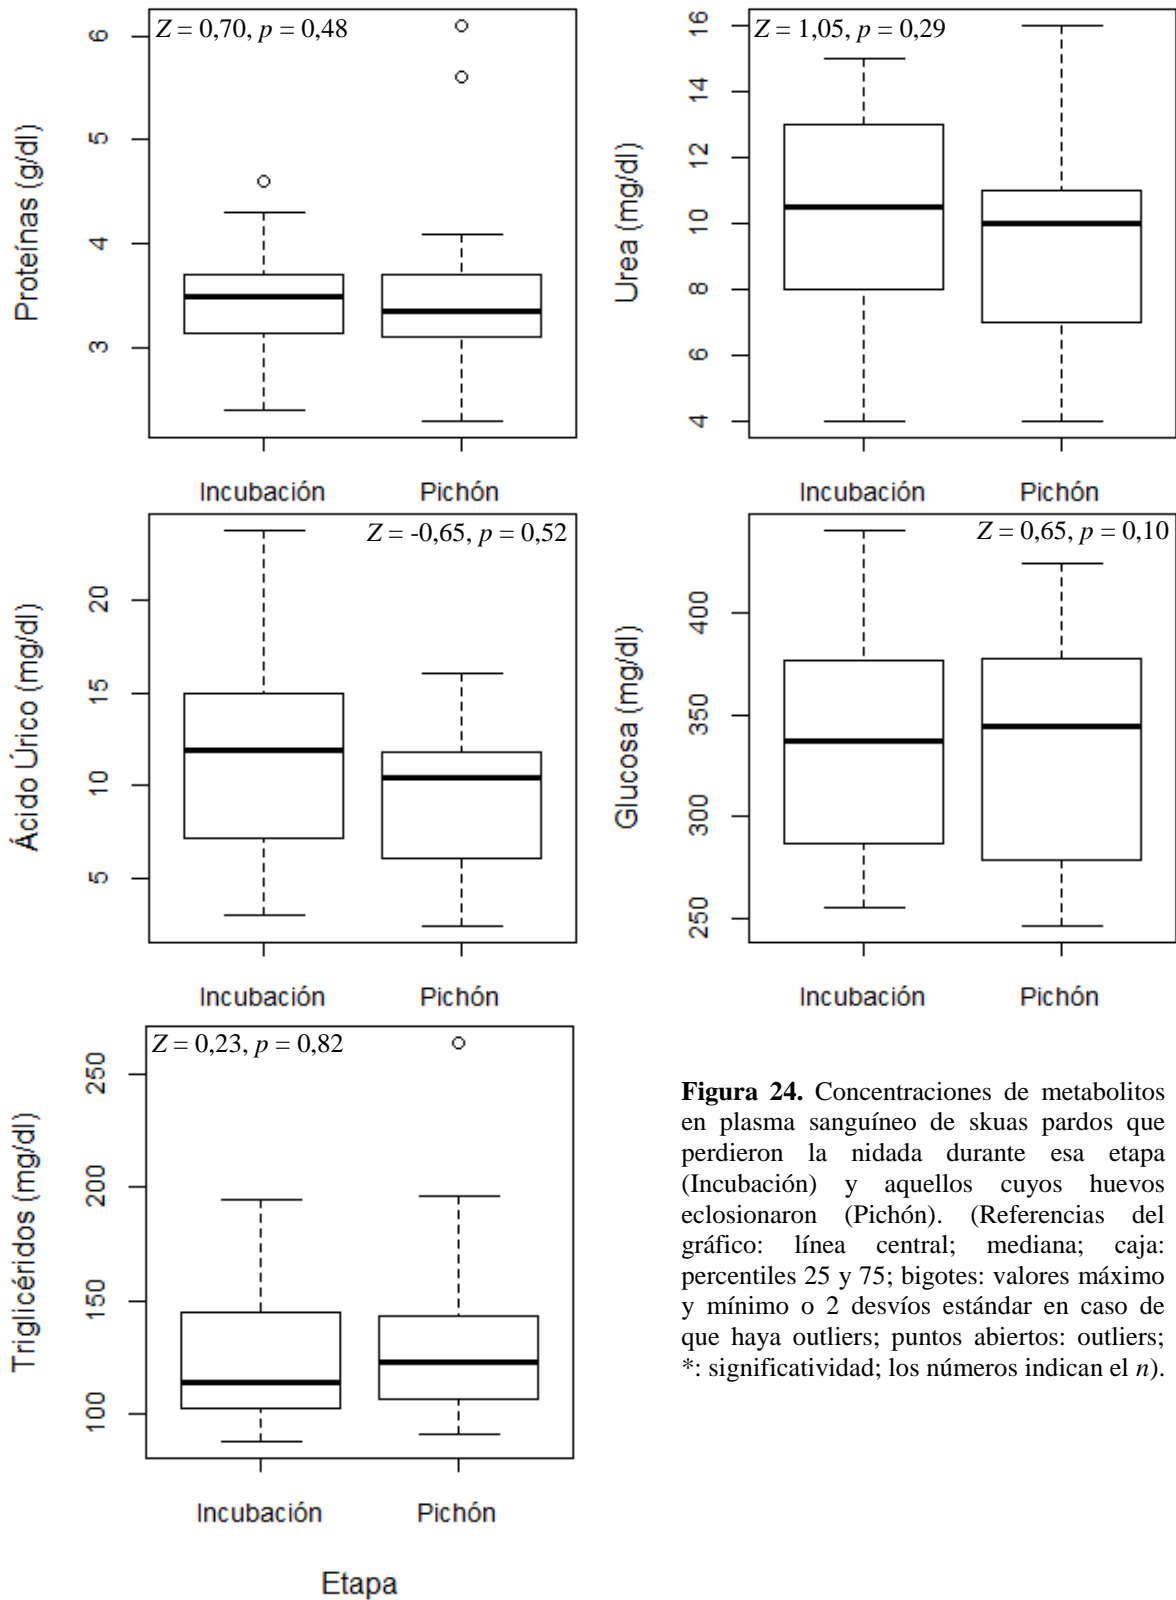 Z = 0,70, p = 0,48
6
5
4
3
Proteínas (g/dl)
Incubación Pichón
Z = 1,05, p = 0,29
16
14
12
10
8
6
4
Urea (mg/dl)
Incubación Pichón
Z = -0,65, p = 0,52
20
15
10
5
Ácido Úrico (mg/dl)
Incubación Pichón
Z = 0,65, p = 0,10
400
350
300
250
Glucosa (mg/dl)
Incubación Pichón
Z = 0,23, p = 0,82
250
200
150
100
Triglicéridos (mg/dl)
Incubación Pichón
Etapa
Figura 24. Concentraciones de metabolitos
en plasma sanguíneo de skuas pardos que
perdieron la nidada durante esa etapa
(Incubación) y aquellos cuyos huevos
eclosionaron (Pichón). (Referencias del
gráfico: línea central; mediana; caja:
percentiles 25 y 75; bigotes: valores máximo
y mínimo o 2 desvíos estándar en caso de
que haya outliers; puntos abiertos: outliers;
*: significatividad; los números indican el n).